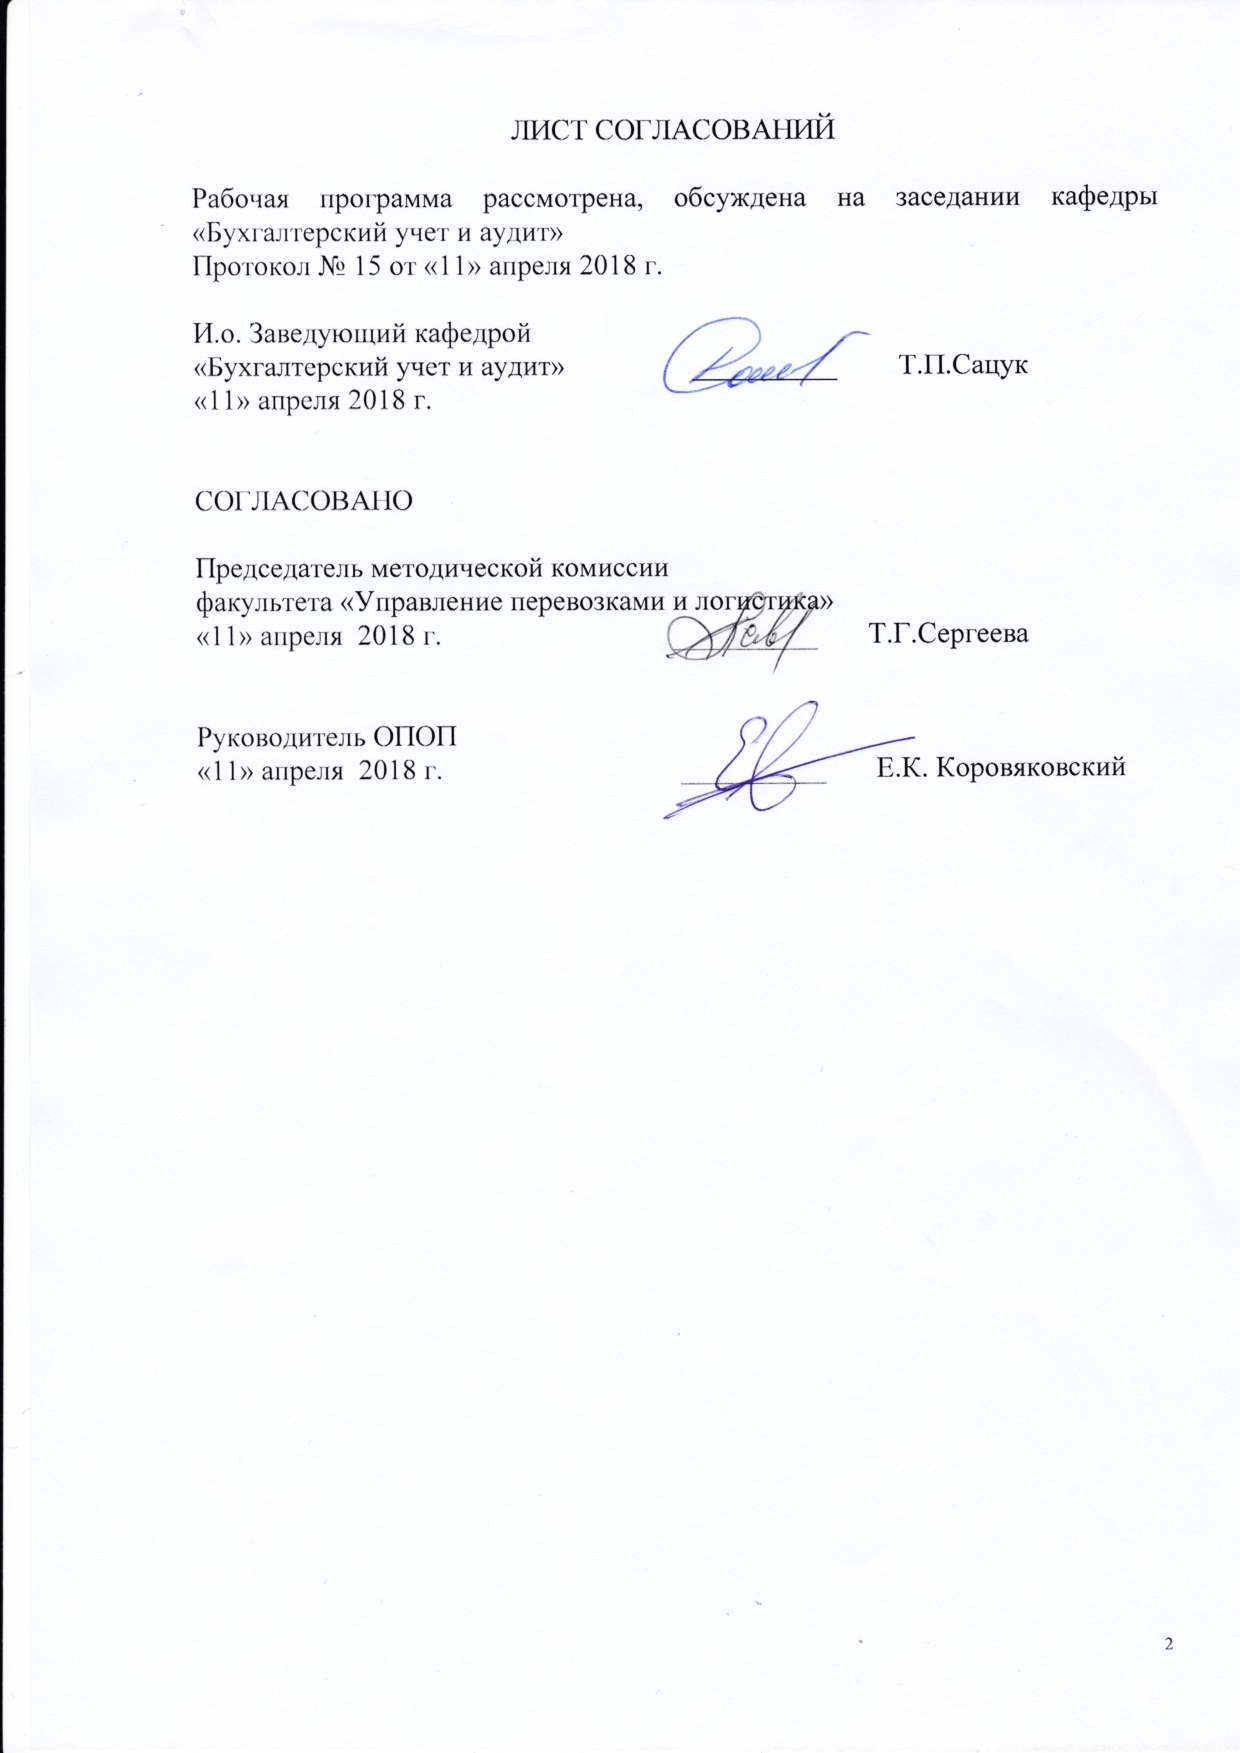 ЛИСТ СОГЛАСОВАНИЙ
Рабочая программа рассмотрена, обсуждена на заседании кафедры
«Бухгалтерский учет и аудит»
Протокол № 15 от «11» апреля 2018 г.
И.о. Заведующий кафедрой
«Бухгалтерский учет и аудит» Т.П.Сацук
«11» апреля 2018 г.
СОГЛАСОВАНО
Председатель методической комиссии
факультета «Управление перевозками и логистика»
«11» апреля 2018 г. Т.Г.Сергеева
Руководитель ОПОП
«11» апреля 2018 г. Е.К. Коровяковский
2